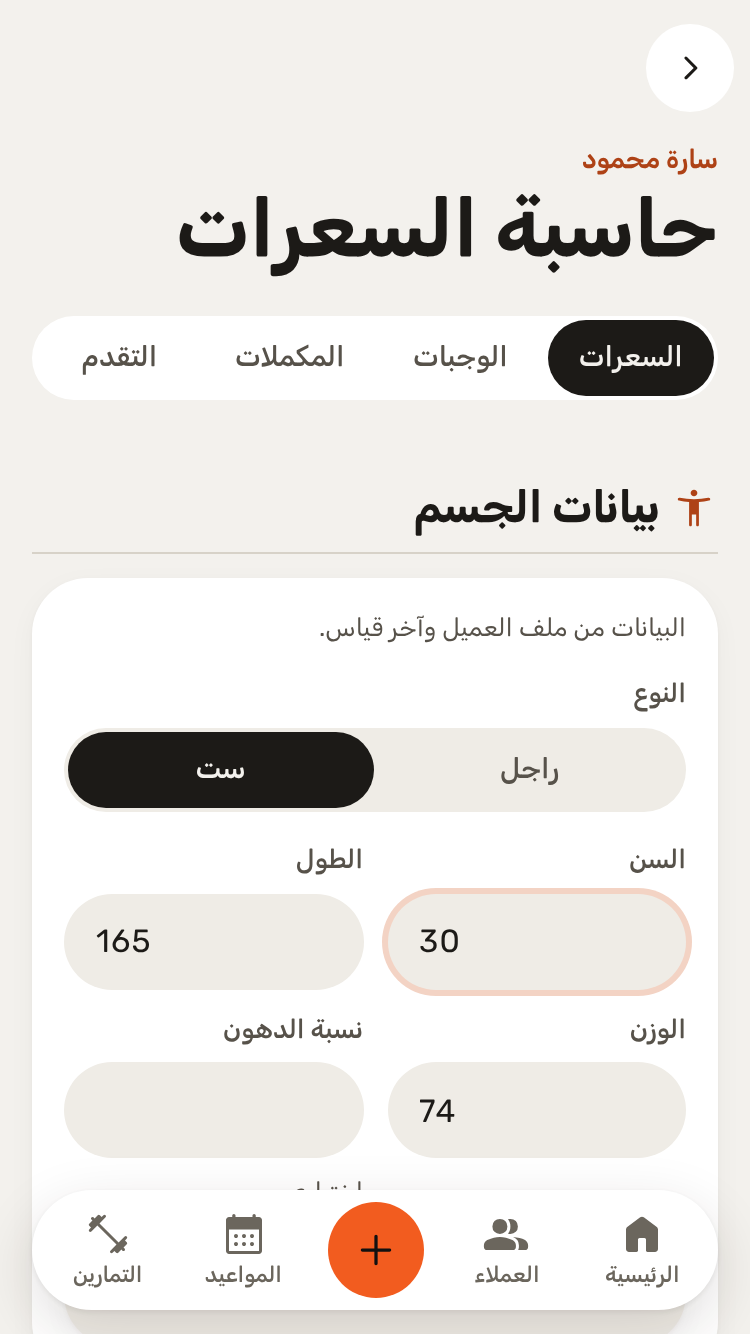 سارة محمود
حاسبة السعرات
السعرات الوجبات المكملات التقدم
بيانات الجسم
البيانات من ملف العميل وآخر قياس.
النوع
راجل ست
السن الطول
30 165
الوزن نسبة الدهون
74
الرئيسية العملاء المواعيد التمارين